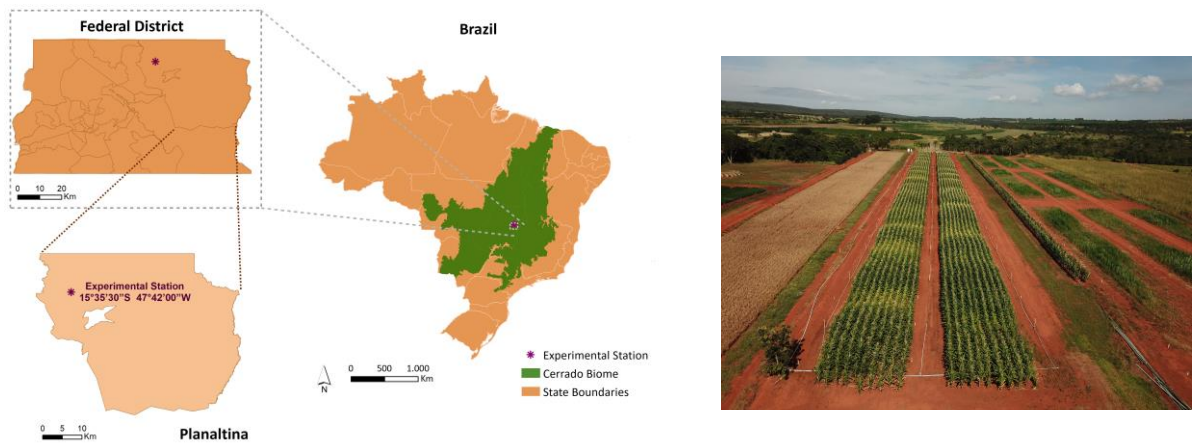 Federal District
0 10 20
Km
Experimental Station
15°35'30"S 47°42'00"W
0 5 10
Km
Planaltina
Brazil
N
0 500 1.000
Km
Experimental Station
Cerrado Biome
State Boundaries